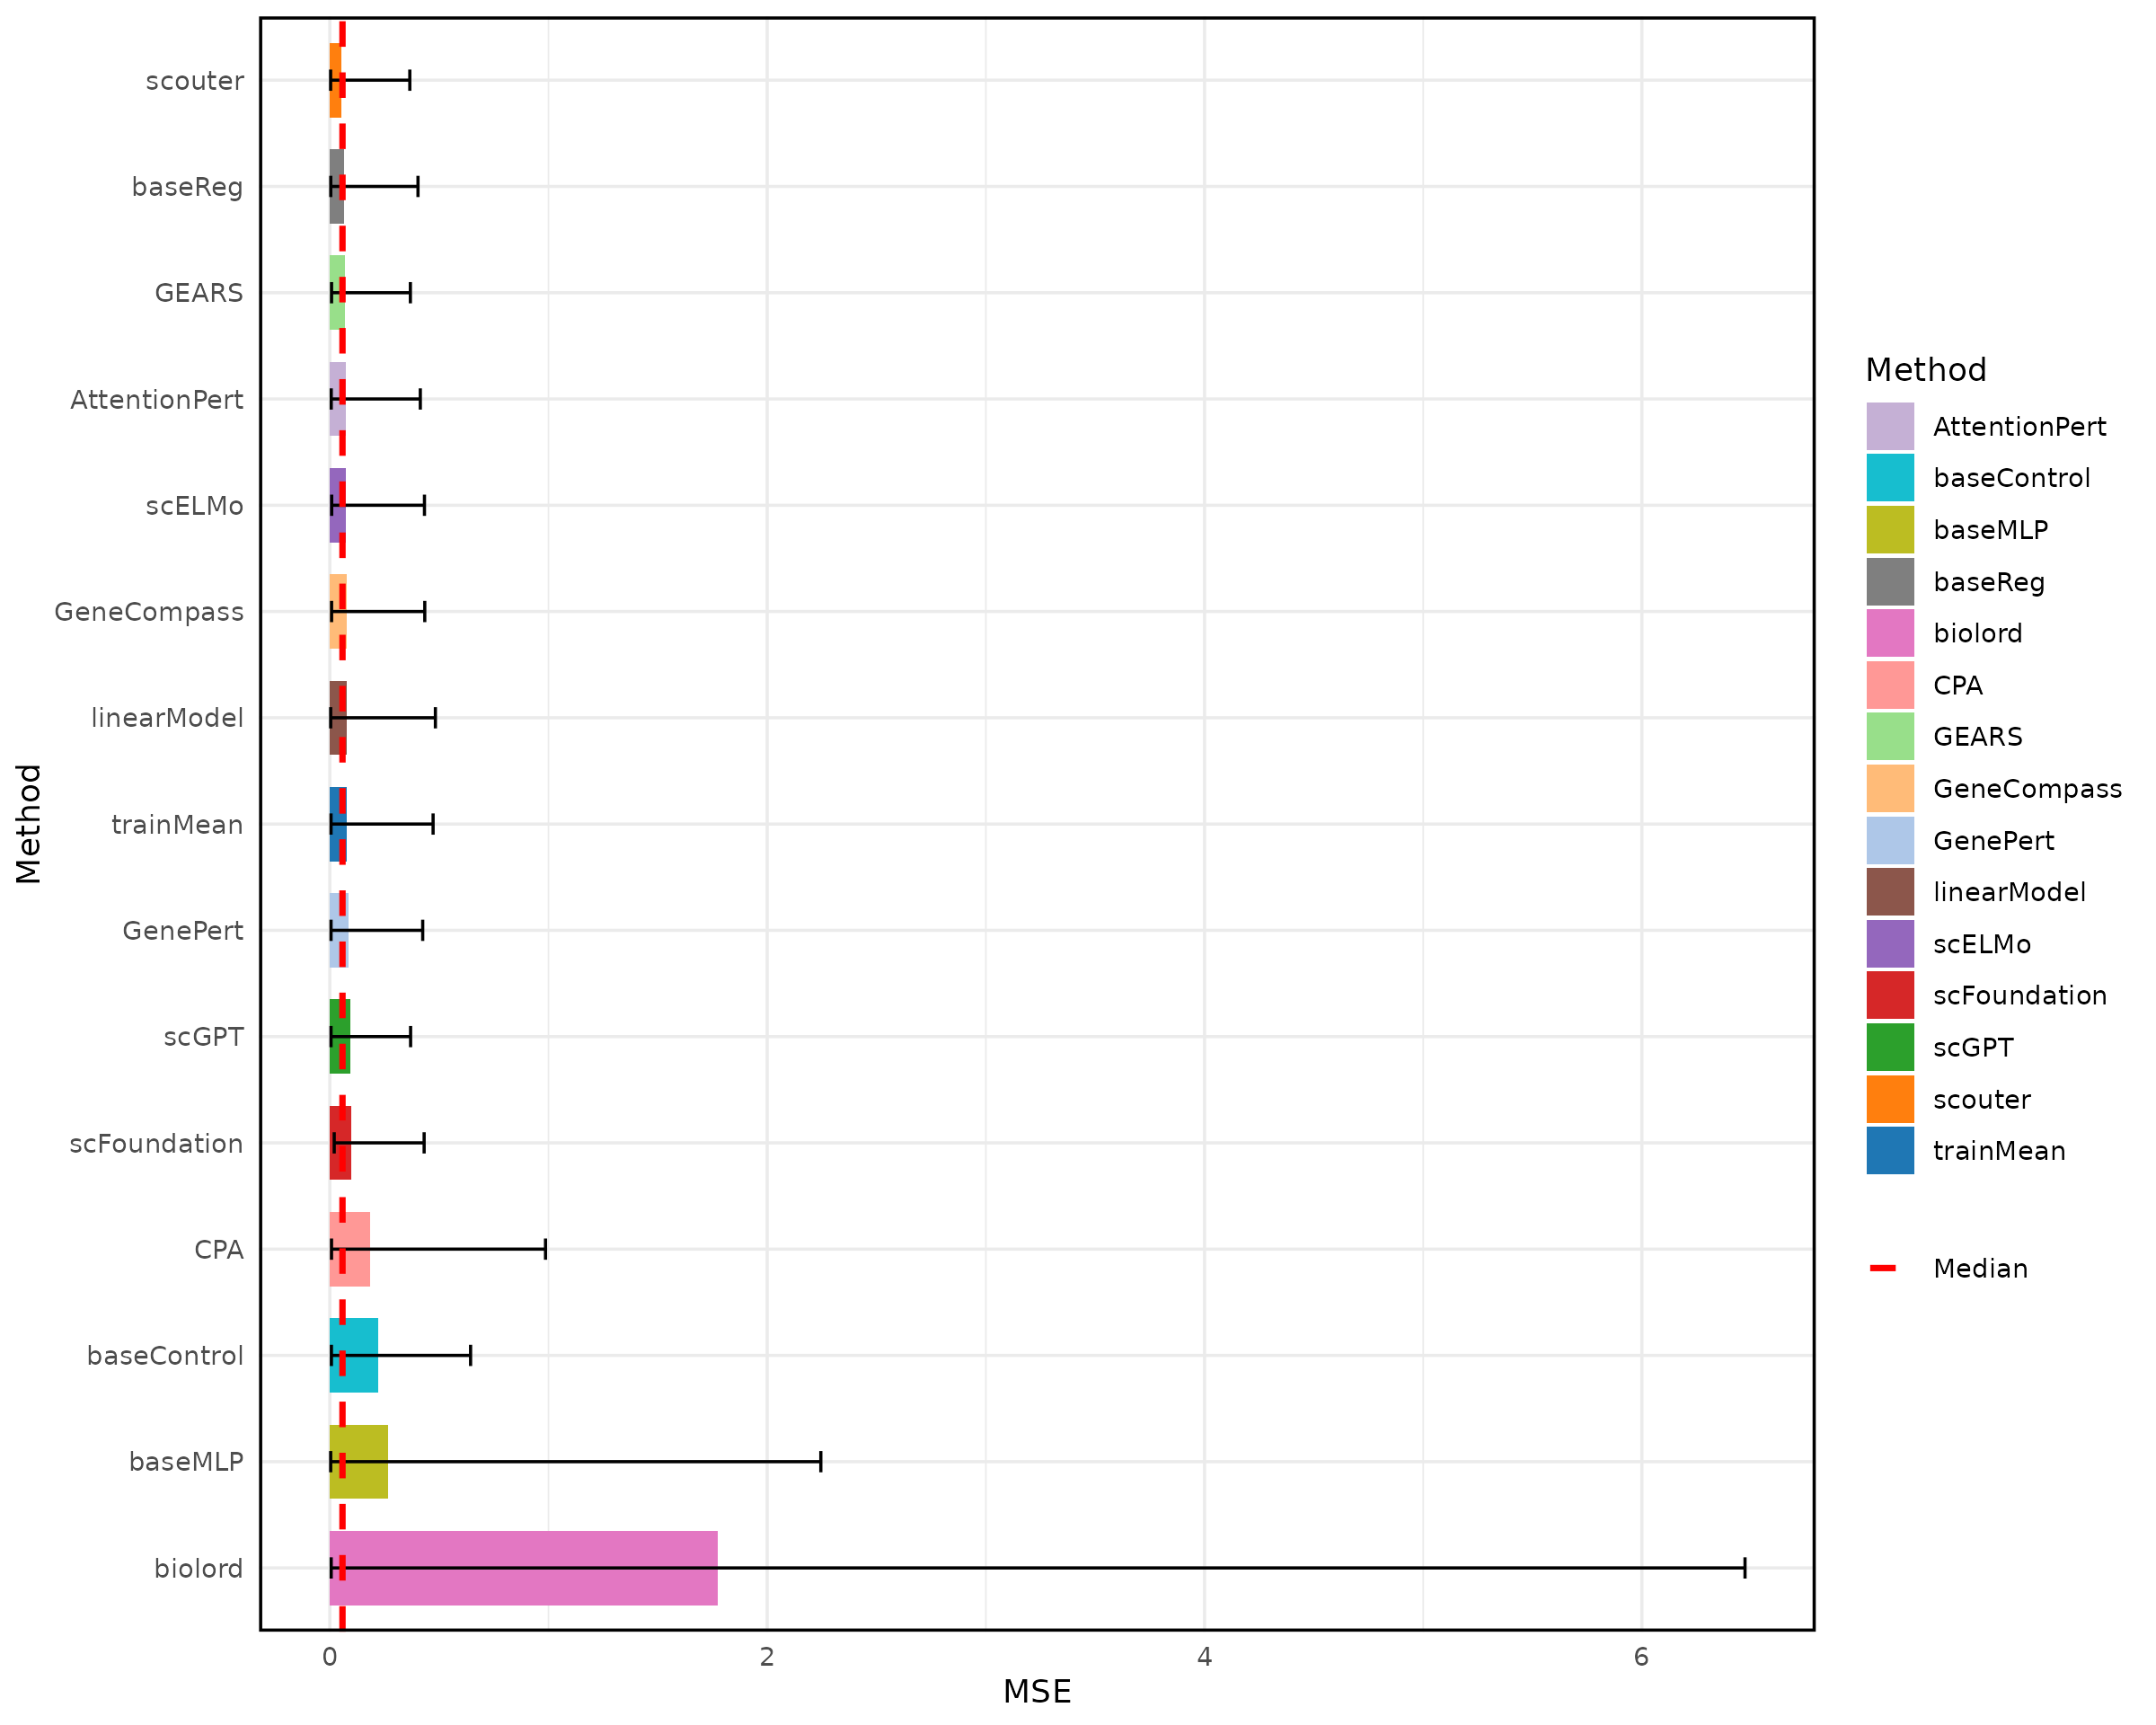 scouter
baseReg
GEARS
AttentionPert
scELMo
GeneCompass
linearModel
trainMean
GenePert
scGPT
scFoundation
CPA
baseControl
baseMLP
biolord
Method
0 2 4 6
MSE
Method
AttentionPert
baseControl
baseMLP
baseReg
biolord
CPA
GEARS
GeneCompass
GenePert
linearModel
scELMo
scFoundation
scGPT
scouter
trainMean
Median